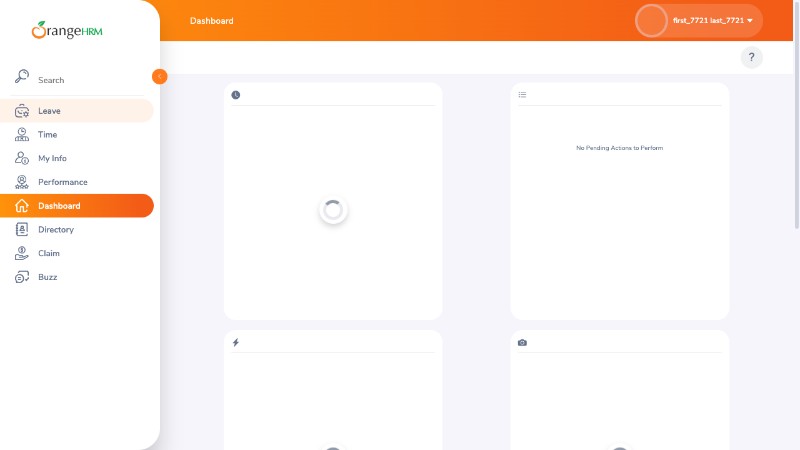 Dashboard
first_7721 last_7721
OrangeHRM
Search
?
Leave
Time
My Info
Performance
Dashboard
Directory
Claim
Buzz
No Pending Actions to Perform